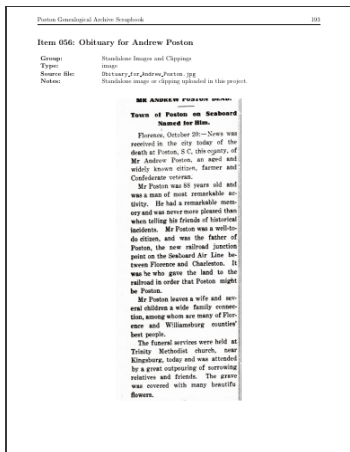 Poston Genealogical Archive Scrapbook 193
Item 056: Obituary for Andrew Poston
Group: Standalone Images and Clippings
Type: image
Source file: Obituary_for_Andrew_Poston.jpg
Notes: Standalone image or clipping uploaded in this project.
MR ANDREW POSTON DEAD.
Town of Poston on Seaboard
Named for Him.
Florence, October 20:—News was
received in the city today of the
death at Poston, S C, this county, of
Mr Andrew Poston, an aged and
widely known citizen, farmer and
Confederate veteran.
Mr Poston was 88 years old and
was a man of most remarkable ac-
tivity. He had a remarkable mem-
ory and was never more pleased than
when telling his friends of historical
incidents. Mr Poston was a well-to-
do citizen, and was the father of
Poston, the new railroad junction
point on the Seaboard Air Line be-
tween Florence and Charleston. It
was he who gave the land to the
railroad in order that Poston might
be Poston.
Mr Poston leaves a wife and sev-
eral children a wide family connec-
tion, among whom are many of Flor-
ence and Williamsburg counties'
best people.
The funeral services were held at
Trinity Methodist church, near
Kingsburg, today and was attended
by a great outpouring of sorrowing
relatives and friends. The grave
was covered with many beautifu
flowers.